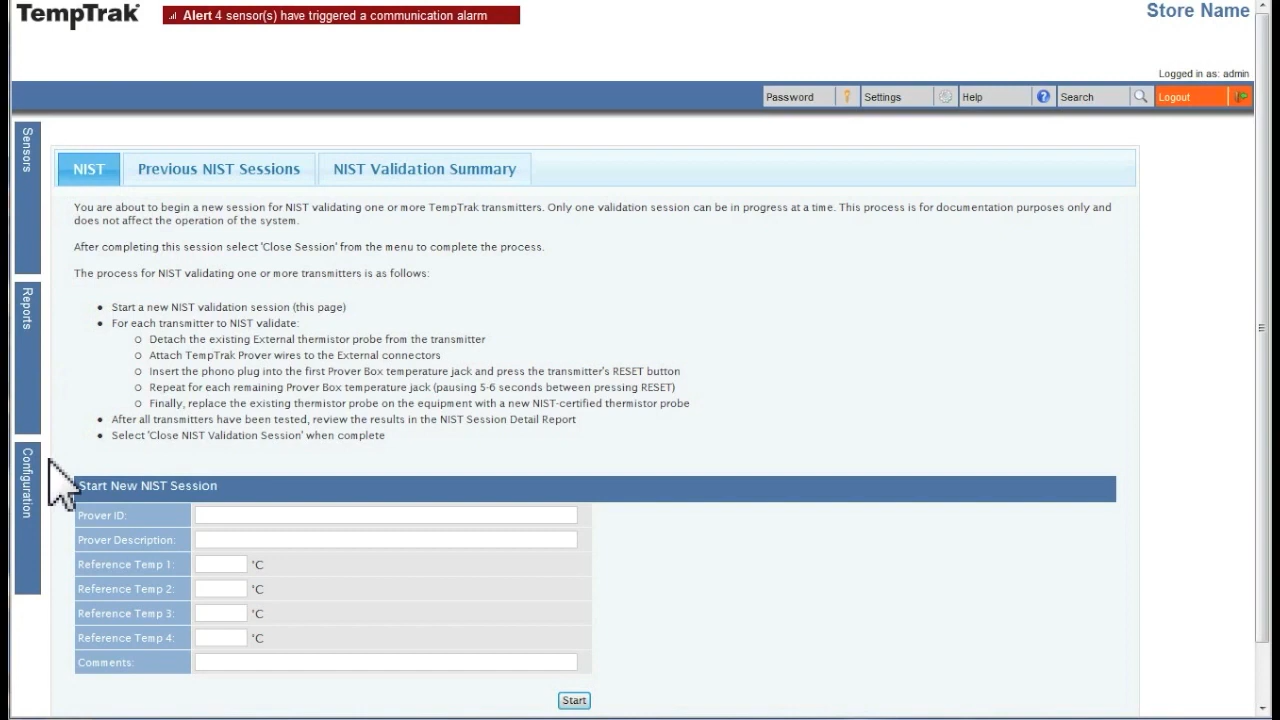 TempTrak
Alert 4 sensor(s) have triggered a communication alarm
Store Name
Logged in as: admin
Password
Settings
Help
Search
Logout
Sensors
Reports
Configuration
NIST
Previous NIST Sessions
NIST Validation Summary
You are about to begin a new session for NIST validating one or more TempTrak transmitters. Only one validation session can be in progress at a time. This process is for documentation purposes only and
does not affect the operation of the system.
After completing this session select 'Close Session' from the menu to complete the process.
The process for NIST validating one or more transmitters is as follows:
Start a new NIST validation session (this page)
For each transmitter to NIST validate:
Detach the existing External thermistor probe from the transmitter
Attach TempTrak Prover wires to the External connectors
Insert the phono plug into the first Prover Box temperature jack and press the transmitter's RESET button
Repeat for each remaining Prover Box temperature jack (pausing 5-6 seconds between pressing RESET)
Finally, replace the existing thermistor probe on the equipment with a new NIST-certified thermistor probe
After all transmitters have been tested, review the results in the NIST Session Detail Report
Select 'Close NIST Validation Session' when complete
Start New NIST Session
Prover ID:
Prover Description:
Reference Temp 1: °C
Reference Temp 2: °C
Reference Temp 3: °C
Reference Temp 4: °C
Comments:
Start